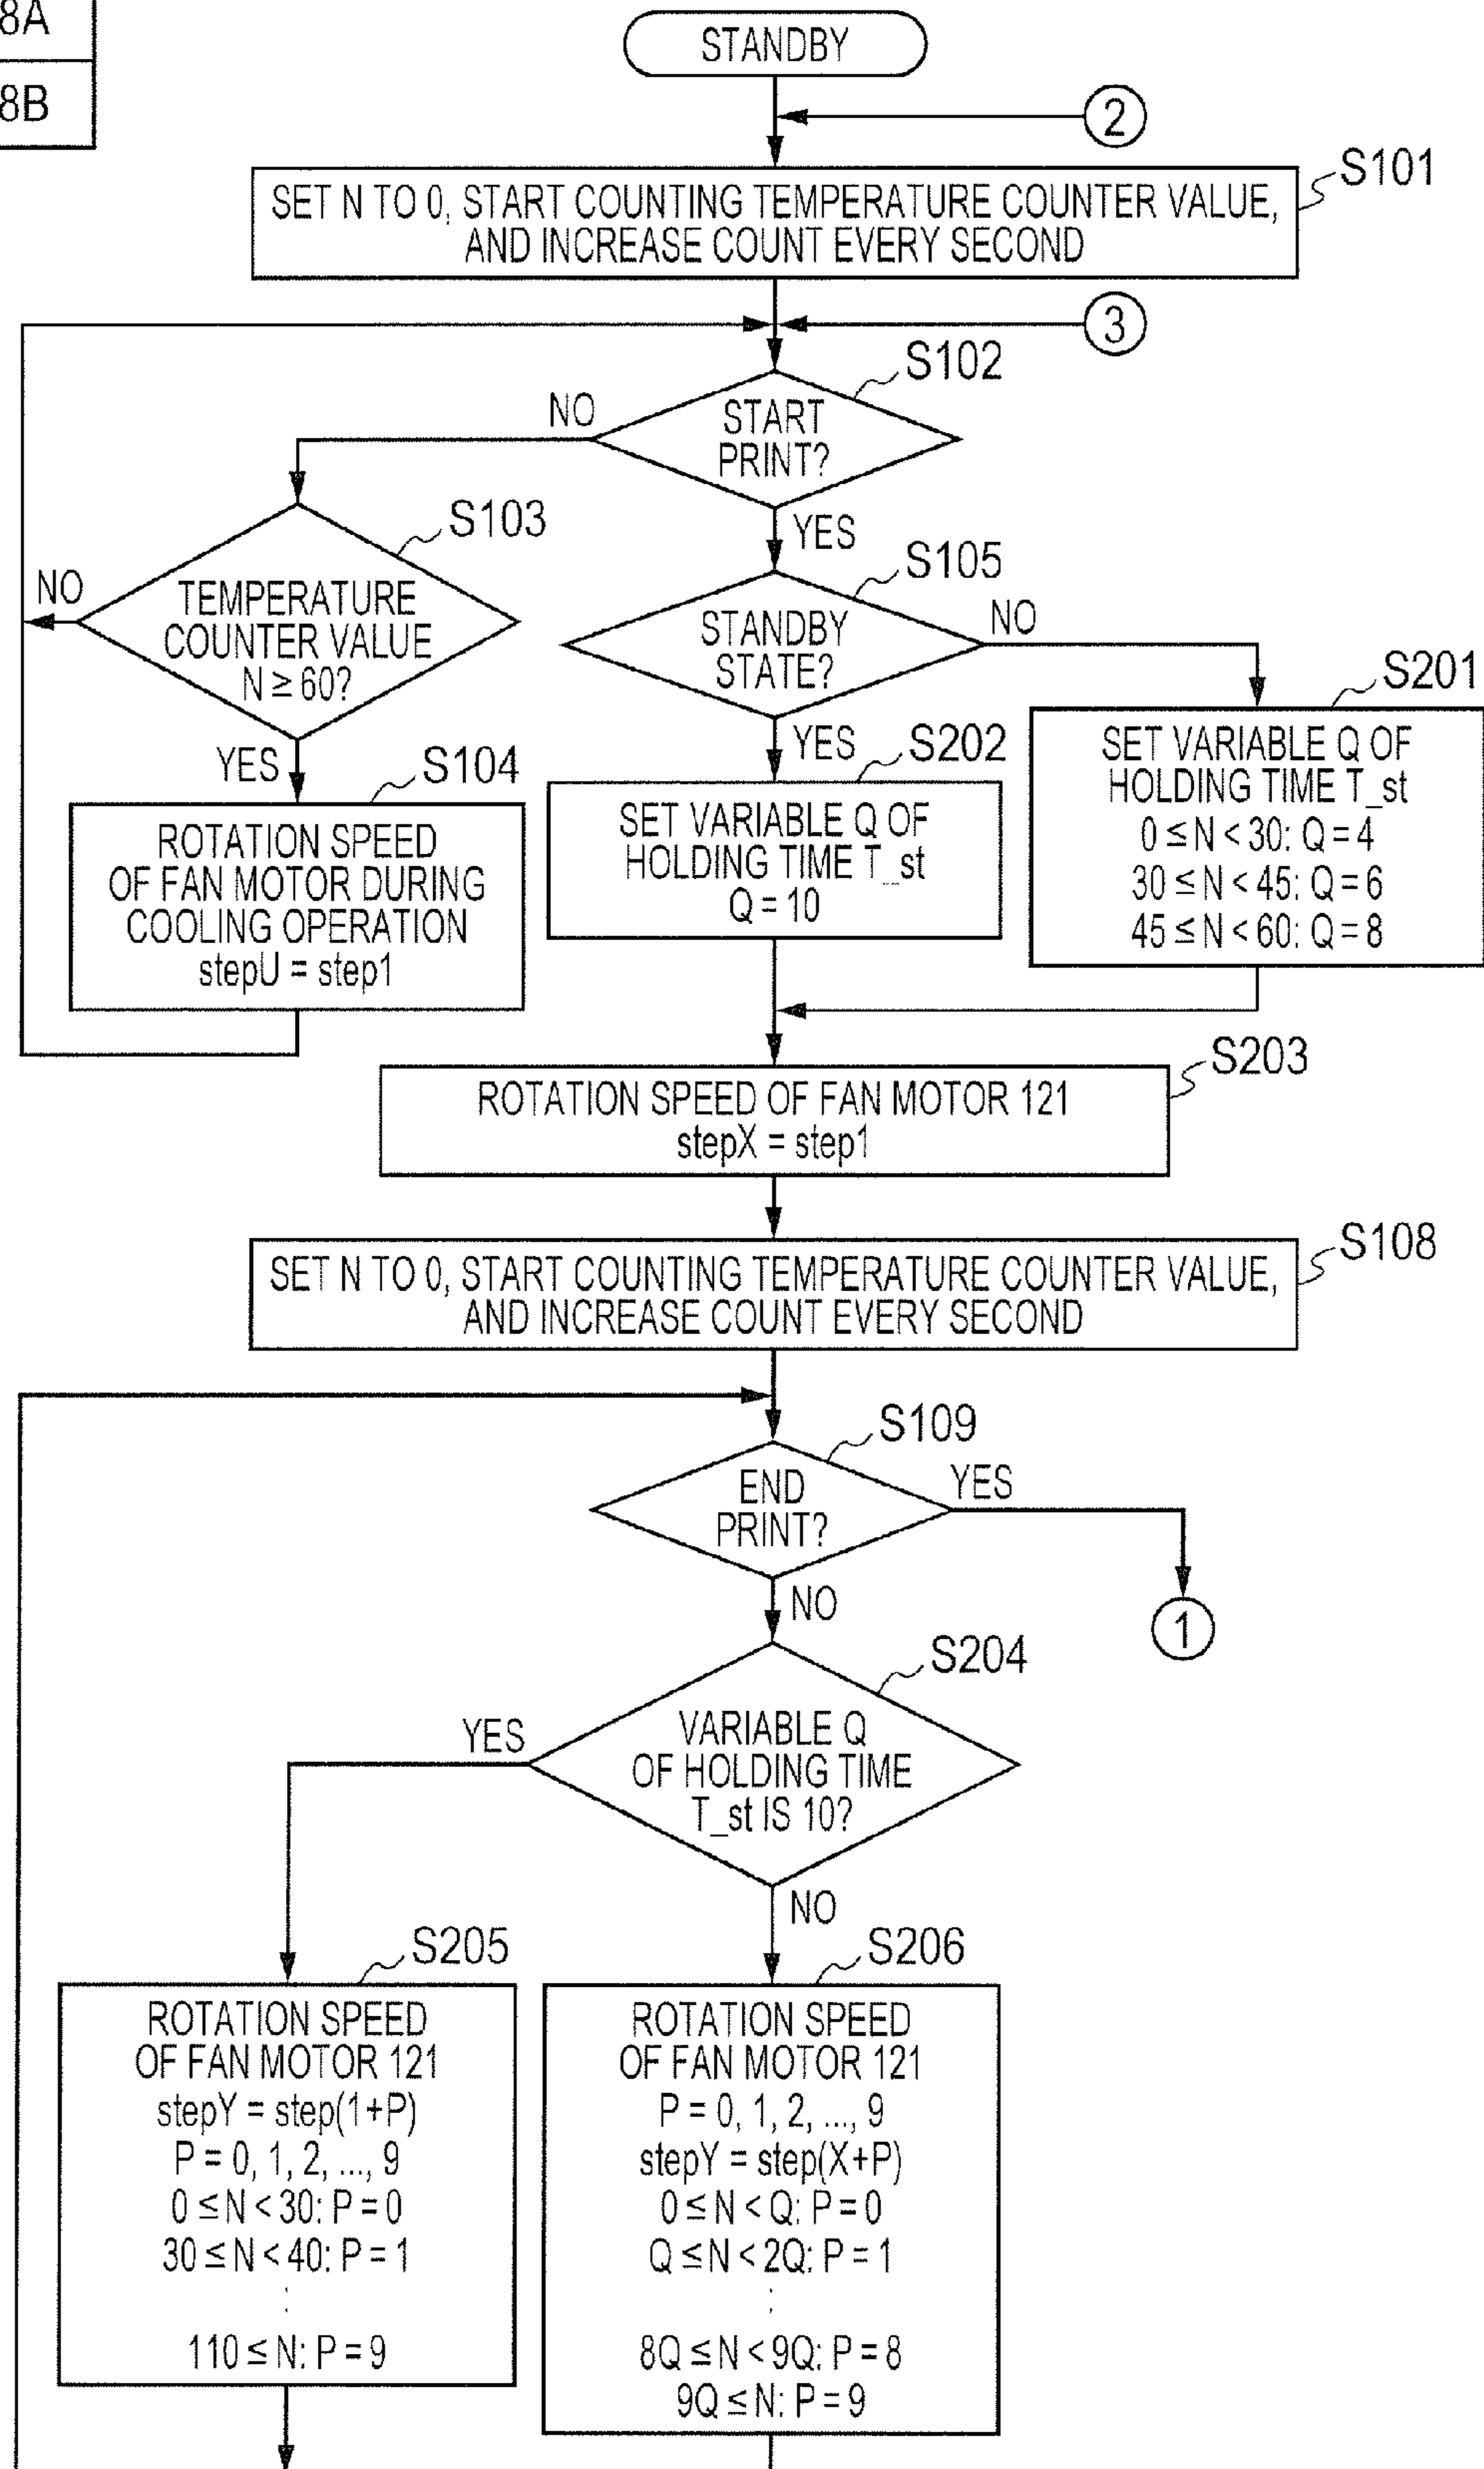 8A
8B
STANDBY
2
S101
SET N TO 0, START COUNTING TEMPERATURE COUNTER VALUE,
AND INCREASE COUNT EVERY SECOND
3
S102
NO
START
PRINT?
YES
S103
NO
TEMPERATURE
COUNTER VALUE
N ≥ 60?
YES
S105
STANDBY
STATE?
NO
YES
S104
ROTATION SPEED
OF FAN MOTOR DURING
COOLING OPERATION
stepU = step1
S202
SET VARIABLE Q OF
HOLDING TIME T_st
Q = 10
S201
SET VARIABLE Q OF
HOLDING TIME T_st
0 ≤ N < 30: Q = 4
30 ≤ N < 45: Q = 6
45 ≤ N < 60: Q = 8
S203
ROTATION SPEED OF FAN MOTOR 121
stepX = step1
S108
SET N TO 0, START COUNTING TEMPERATURE COUNTER VALUE,
AND INCREASE COUNT EVERY SECOND
S109
END
PRINT?
YES
NO
1
S204
YES
VARIABLE Q
OF HOLDING TIME
T_st IS 10?
NO
S205
ROTATION SPEED
OF FAN MOTOR 121
stepY = step(1+P)
P = 0, 1, 2, ..., 9
0 ≤ N < 30: P = 0
30 ≤ N < 40: P = 1
:
110 ≤ N: P = 9
S206
ROTATION SPEED
OF FAN MOTOR 121
P = 0, 1, 2, ..., 9
stepY = step(X+P)
0 ≤ N < Q: P = 0
Q ≤ N < 2Q: P = 1
:
8Q ≤ N < 9Q: P = 8
9Q ≤ N: P = 9